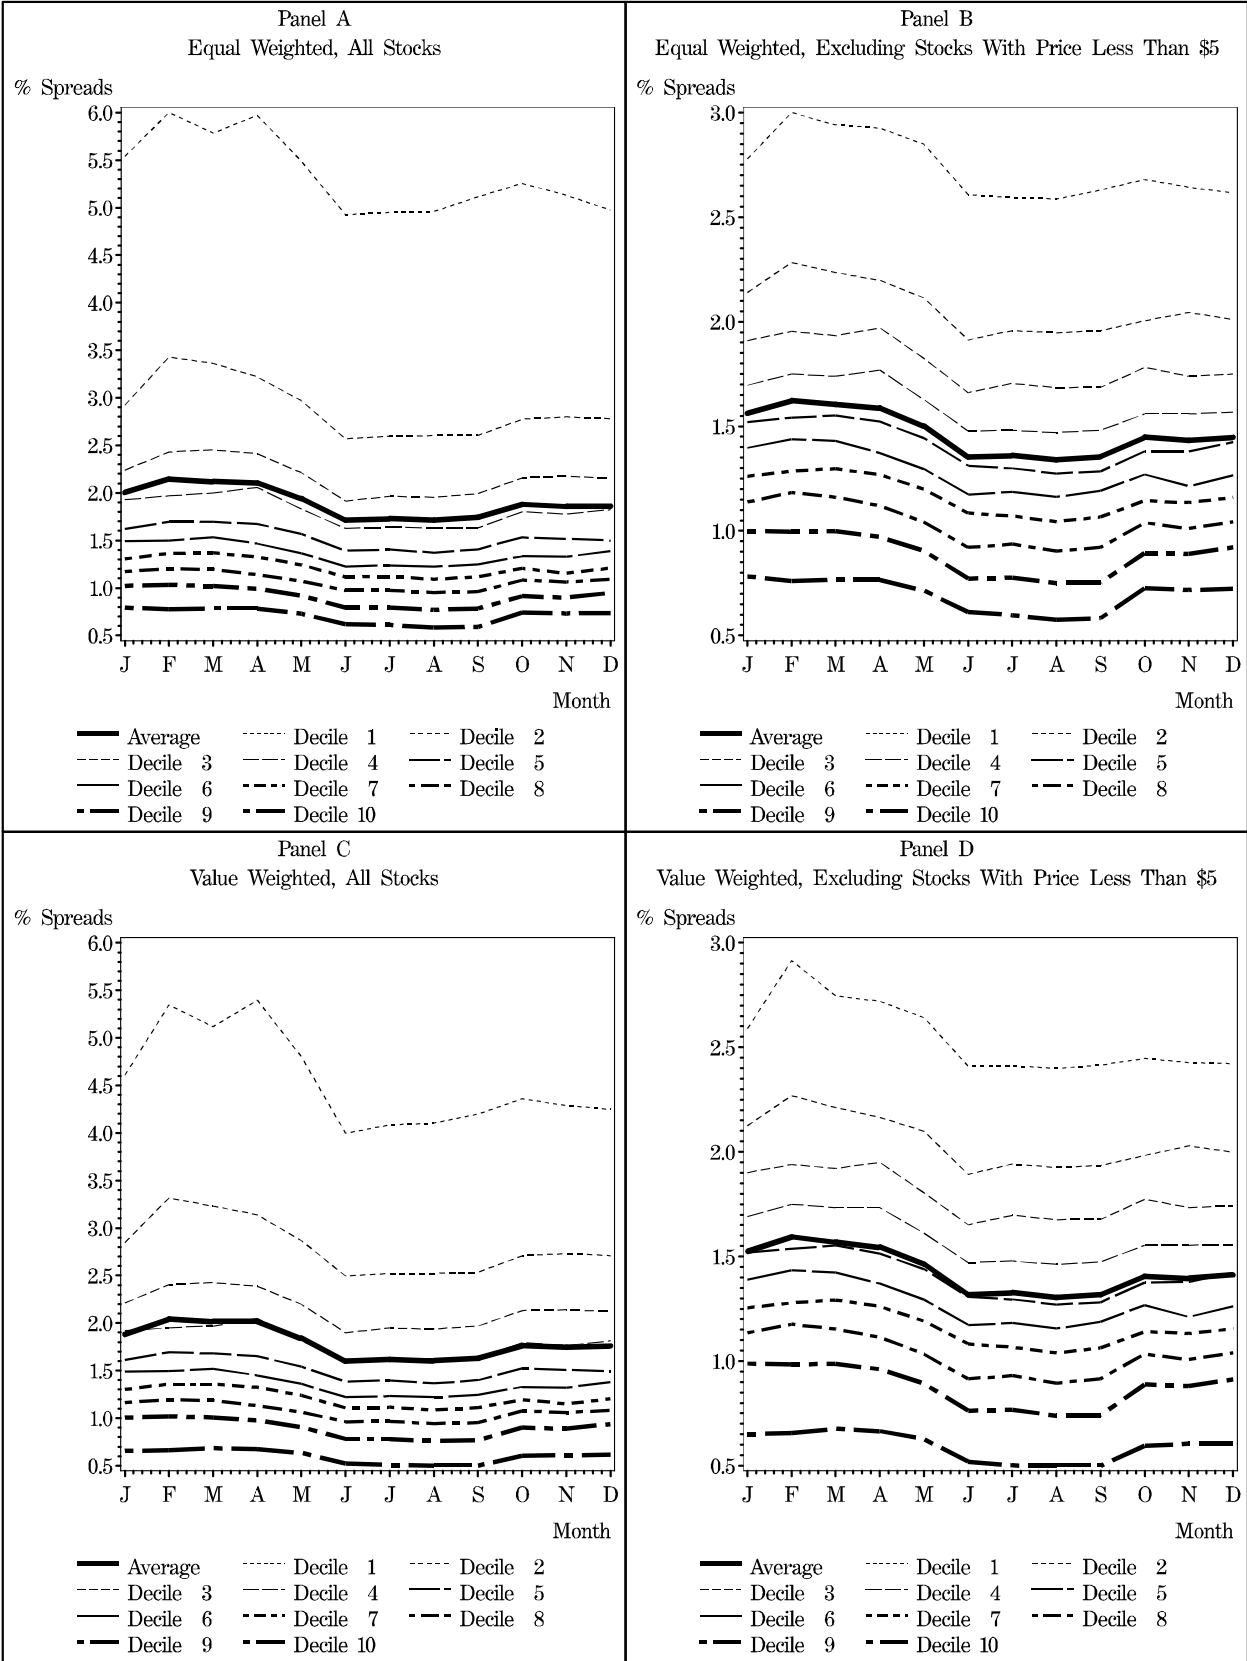 Panel A
Equal Weighted, All Stocks
% Spreads
6.0
5.5
5.0
4.5
4.0
3.5
3.0
2.5
2.0
1.5
1.0
0.5
J F M A M J J A S O N D
Month
Average Decile 1 Decile 2
Decile 3 Decile 4 Decile 5
Decile 6 Decile 7 Decile 8
Decile 9 Decile 10
Panel B
Equal Weighted, Excluding Stocks With Price Less Than $5
% Spreads
3.0
2.5
2.0
1.5
1.0
0.5
J F M A M J J A S O N D
Month
Average Decile 1 Decile 2
Decile 3 Decile 4 Decile 5
Decile 6 Decile 7 Decile 8
Decile 9 Decile 10
Panel C
Value Weighted, All Stocks
% Spreads
6.0
5.5
5.0
4.5
4.0
3.5
3.0
2.5
2.0
1.5
1.0
0.5
J F M A M J J A S O N D
Month
Average Decile 1 Decile 2
Decile 3 Decile 4 Decile 5
Decile 6 Decile 7 Decile 8
Decile 9 Decile 10
Panel D
Value Weighted, Excluding Stocks With Price Less Than $5
% Spreads
3.0
2.5
2.0
1.5
1.0
0.5
J F M A M J J A S O N D
Month
Average Decile 1 Decile 2
Decile 3 Decile 4 Decile 5
Decile 6 Decile 7 Decile 8
Decile 9 Decile 10